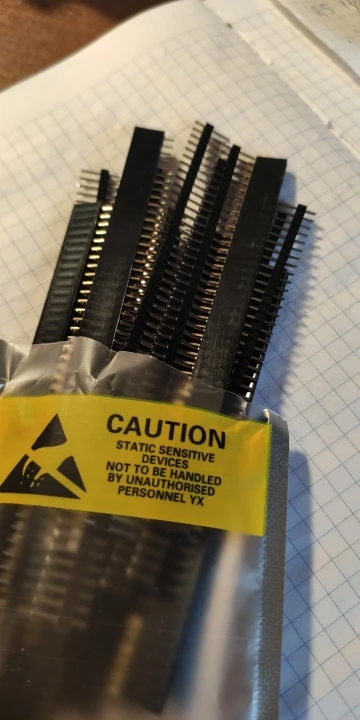 CAUTION
STATIC SENSITIVE
DEVICES
NOT TO BE HANDLED
BY UNAUTHORISED
PERSONNEL YX